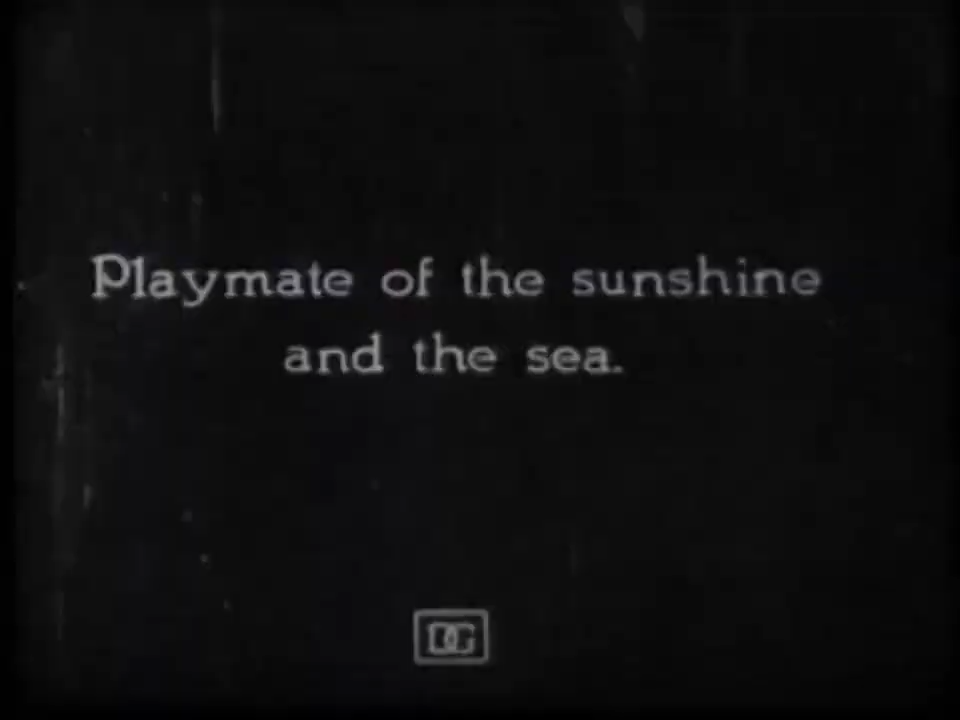 Playmate of the sunshine
and the sea.
DG